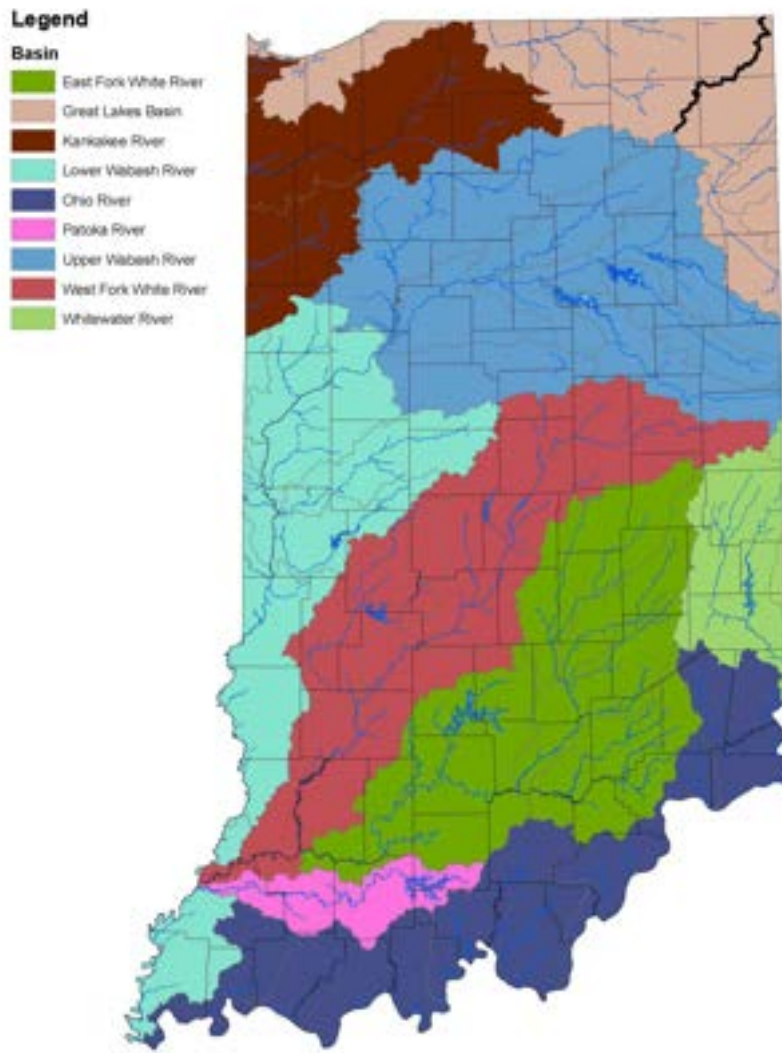 Legend
Basin
East Fork White River
Great Lakes Basin
Kankakee River
Lower Wabash River
Ohio River
Patoka River
Upper Wabash River
West Fork White River
Whitewater River